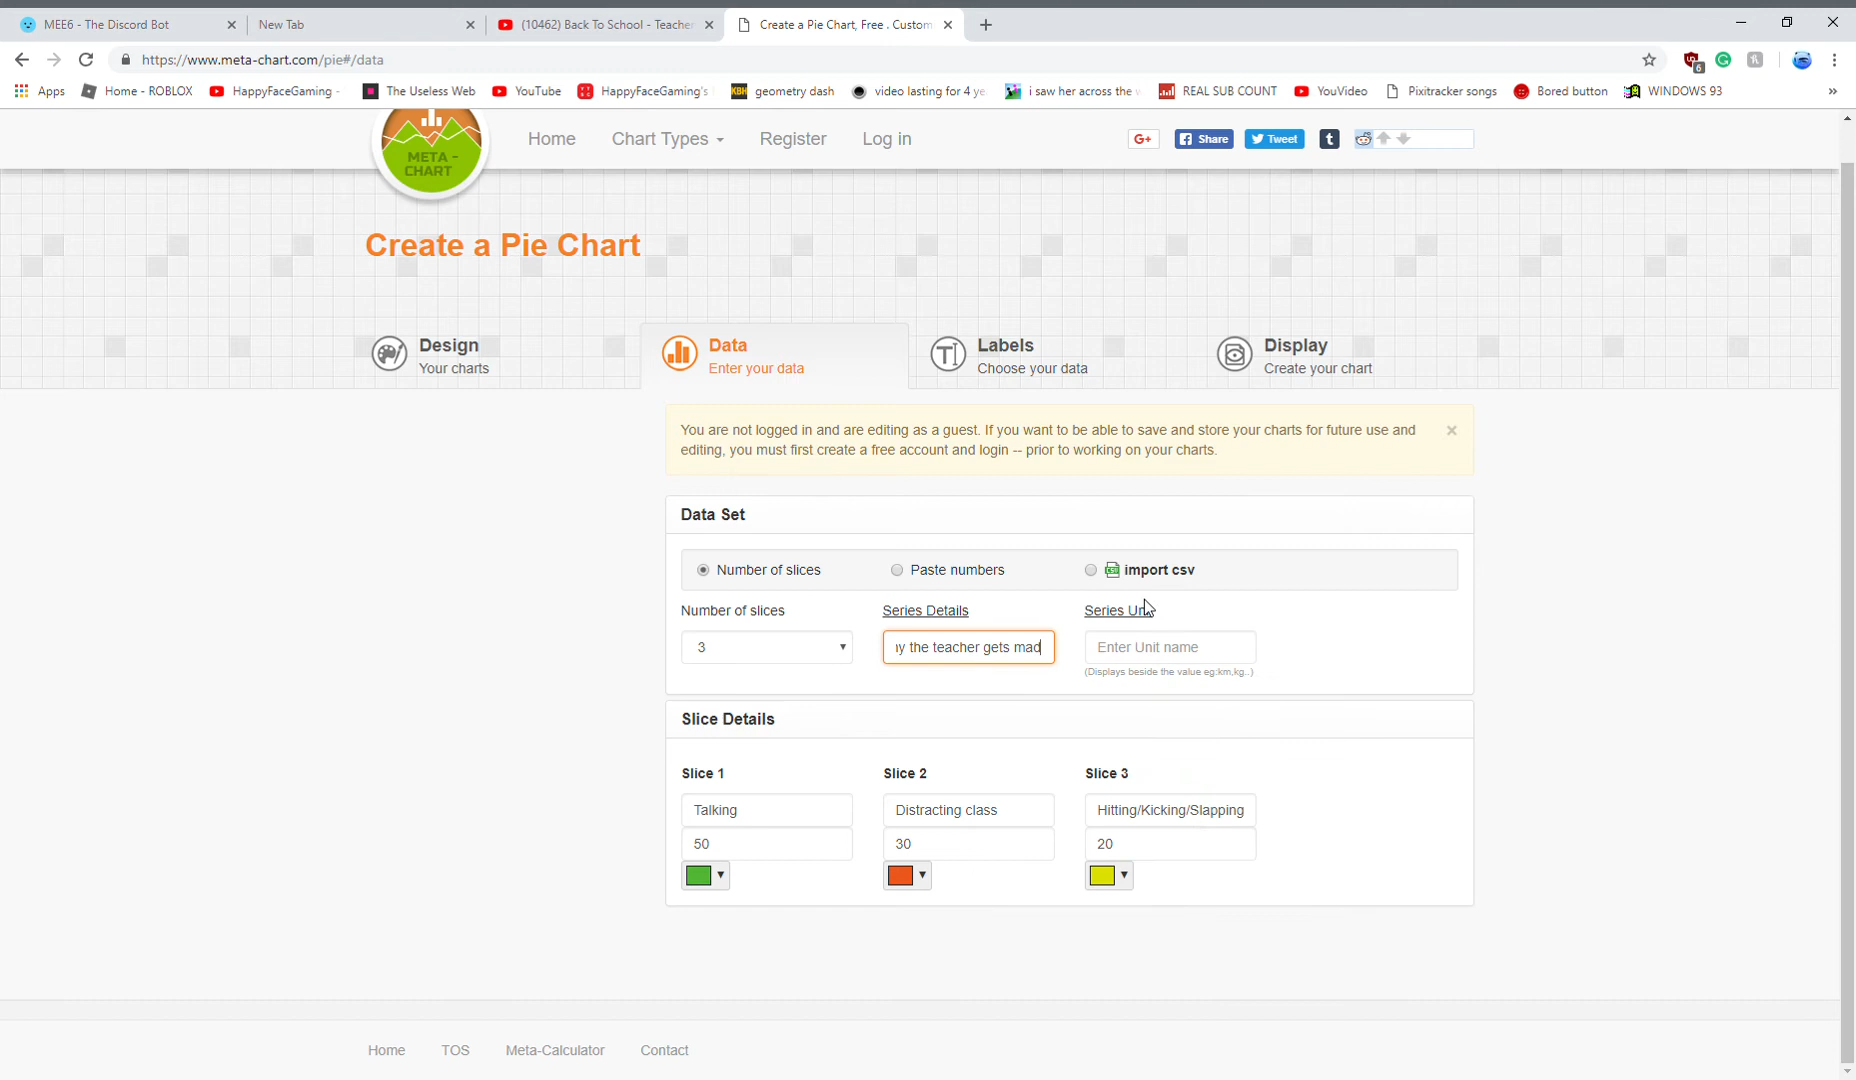 MEE6 - The Discord Bot
New Tab
(10462) Back To School - Teacher
Create a Pie Chart, Free . Custom
https://www.meta-chart.com/pie#/data
6
Apps
Home - ROBLOX
HappyFaceGaming -
The Useless Web
YouTube
HappyFaceGaming's
KBH
geometry dash
video lasting for 4 ye
i saw her across the
REAL SUB COUNT
YouVideo
Pixitracker songs
Bored button
WINDOWS 93
»
META -
CHART
Home
Chart Types
Register
Log in
G+
Share
Tweet
t
Create a Pie Chart
Design
Your charts
Data
Enter your data
Labels
Choose your data
Display
Create your chart
You are not logged in and are editing as a guest. If you want to be able to save and store your charts for future use and
editing, you must first create a free account and login -- prior to working on your charts.
Data Set
Number of slices
Paste numbers
import csv
Number of slices
Series Details
Series
3
the teacher gets mad
Enter Unit name
(Displays beside the value eg:km,kg..)
Slice Details
Slice 1
Slice 2
Slice 3
Talking
Distracting class
Hitting/Kicking/Slapping
50
30
20
Home
TOS
Meta-Calculator
Contact